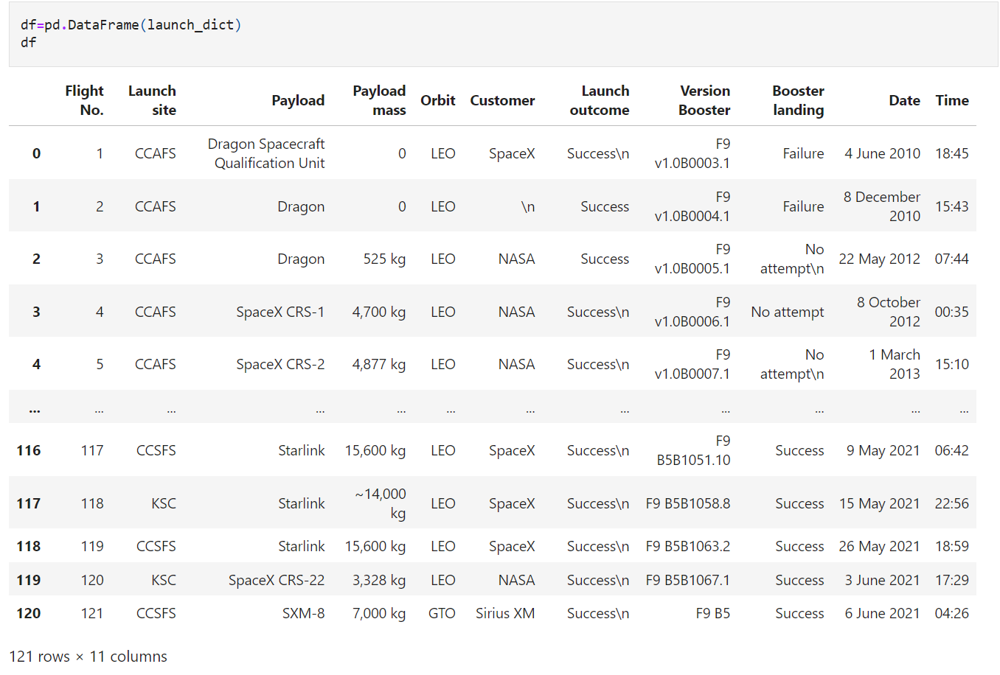 df=pd.DataFrame(launch_dict)
df
Flight No. Launch site Payload Payload mass Orbit Customer Launch outcome Version Booster Booster landing Date Time
0 1 CCAFS Dragon Spacecraft Qualification Unit 0 LEO SpaceX Success\n F9 v1.0B0003.1 Failure 4 June 2010 18:45
1 2 CCAFS Dragon 0 LEO \n Success F9 v1.0B0004.1 Failure 8 December 2010 15:43
2 3 CCAFS Dragon 525 kg LEO NASA Success F9 v1.0B0005.1 No attempt\n 22 May 2012 07:44
3 4 CCAFS SpaceX CRS-1 4,700 kg LEO NASA Success\n F9 v1.0B0006.1 No attempt 8 October 2012 00:35
4 5 CCAFS SpaceX CRS-2 4,877 kg LEO NASA Success\n F9 v1.0B0007.1 No attempt\n 1 March 2013 15:10
... ... ... ... ... ... ... ... ... ... ... ...
116 117 CCSFS Starlink 15,600 kg LEO SpaceX Success\n F9 B5B1051.10 Success 9 May 2021 06:42
117 118 KSC Starlink ~14,000 kg LEO SpaceX Success\n F9 B5B1058.8 Success 15 May 2021 22:56
118 119 CCSFS Starlink 15,600 kg LEO SpaceX Success\n F9 B5B1063.2 Success 26 May 2021 18:59
119 120 KSC SpaceX CRS-22 3,328 kg LEO NASA Success\n F9 B5B1067.1 Success 3 June 2021 17:29
120 121 CCSFS SXM-8 7,000 kg GTO Sirius XM Success\n F9 B5 Success 6 June 2021 04:26
121 rows × 11 columns